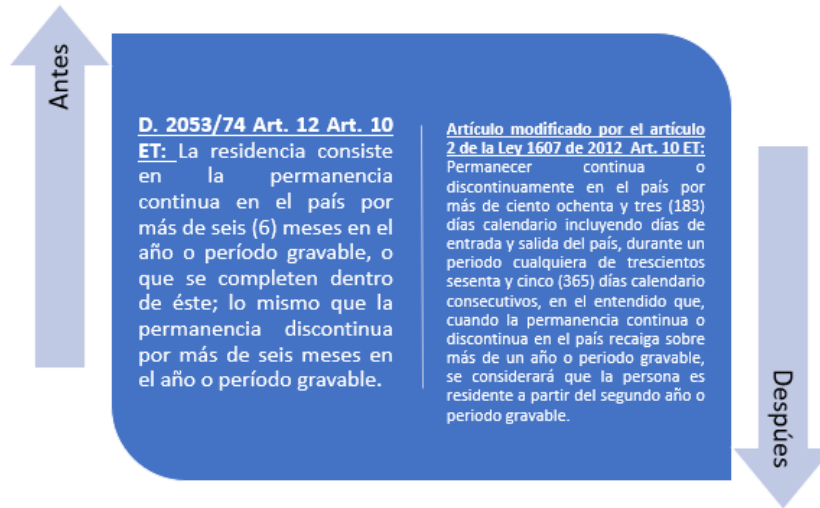 Antes
D. 2053/74 Art. 12 Art. 10
ET: La residencia consiste
en la permanencia
continua en el país por
más de seis (6) meses en el
año o período gravable, o
que se completen dentro
de éste; lo mismo que la
permanencia discontinua
por más de seis meses en
el año o período gravable.
Artículo modificado por el artículo
2 de la Ley 1607 de 2012 Art. 10 ET:
Permanecer continua o
discontinuamente en el país por
más de ciento ochenta y tres (183)
días calendario incluyendo días de
entrada y salida del país, durante un
periodo cualquiera de trescientos
sesenta y cinco (365) días calendario
consecutivos, en el entendido que,
cuando la permanencia continua o
discontinua en el país recaiga sobre
más de un año o periodo gravable,
se considerará que la persona es
residente a partir del segundo año o
periodo gravable.
Despúes